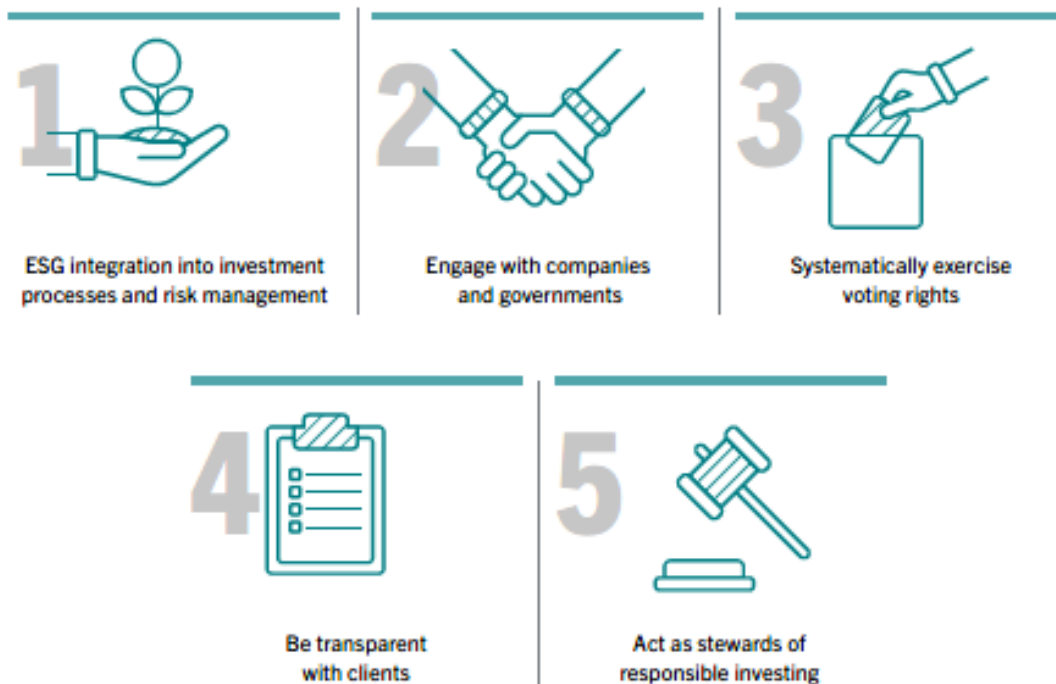 1
ESG integration into investment
processes and risk management
2
Engage with companies
and governments
3
Systematically exercise
voting rights
4
Be transparent
with clients
5
Act as stewards of
responsible investing